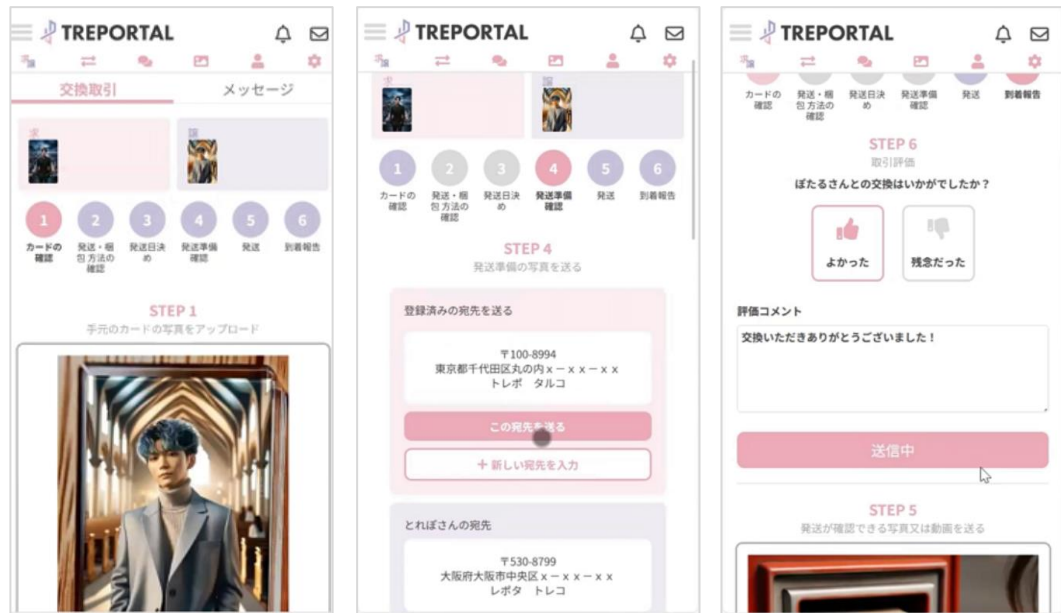 TREPORTAL
求
譲
交換取引
メッセージ
求
譲
1
2
3
4
5
6
カードの
確認
発送・梱
包 方法の
確認
発送日決
め
発送準備
確認
発送
到着報告
STEP 1
手元のカードの写真をアップロード
TREPORTAL
求
譲
求
譲
1
2
3
4
5
6
カードの
確認
発送・梱
包 方法の
確認
発送日決
め
発送準備
確認
発送
到着報告
STEP 4
発送準備の写真を送る
登録済みの宛先を送る
〒100-8994
東京都千代田区丸の内x－xx－xx
トレポ タルコ
この宛先を送る
＋新しい宛先を入力
とれぽさんの宛先
〒530-8799
大阪府大阪市中央区x－xx－xx
レポタ トレコ
TREPORTAL
求
譲
カードの
確認
発送・梱
包 方法の
確認
発送日決
め
発送準備
確認
発送
到着報告
STEP 6
取引評価
ぽたるさんとの交換はいかがでしたか？
よかった
残念だった
評価コメント
交換いただきありがとうございました！
送信中
STEP 5
発送が確認できる写真又は動画を送る